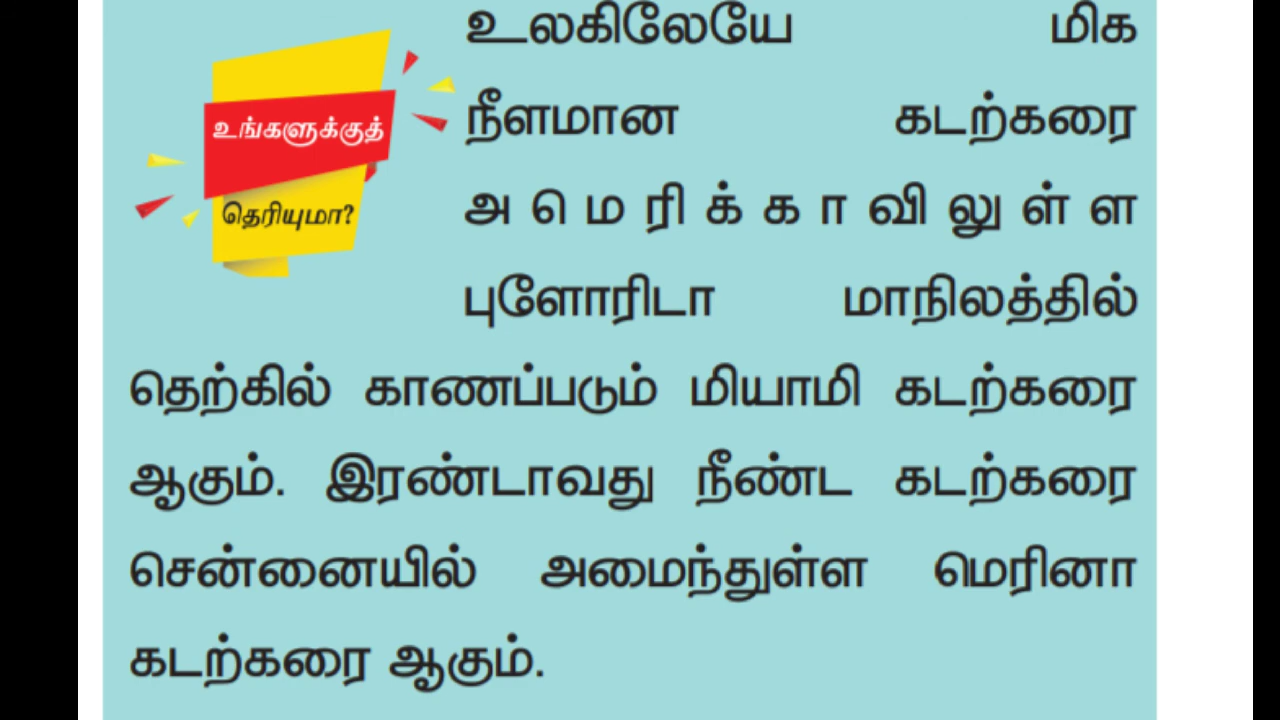 உங்களுக்குத்
தெரியுமா?
உலகிலேயே மிக
நீளமான கடற்கரை
அமெரிக்காவிலுள்ள
புளோரிடா மாநிலத்தில்
தெற்கில் காணப்படும் மியாமி கடற்கரை
ஆகும். இரண்டாவது நீண்ட கடற்கரை
சென்னையில் அமைந்துள்ள மெரினா
கடற்கரை ஆகும்.